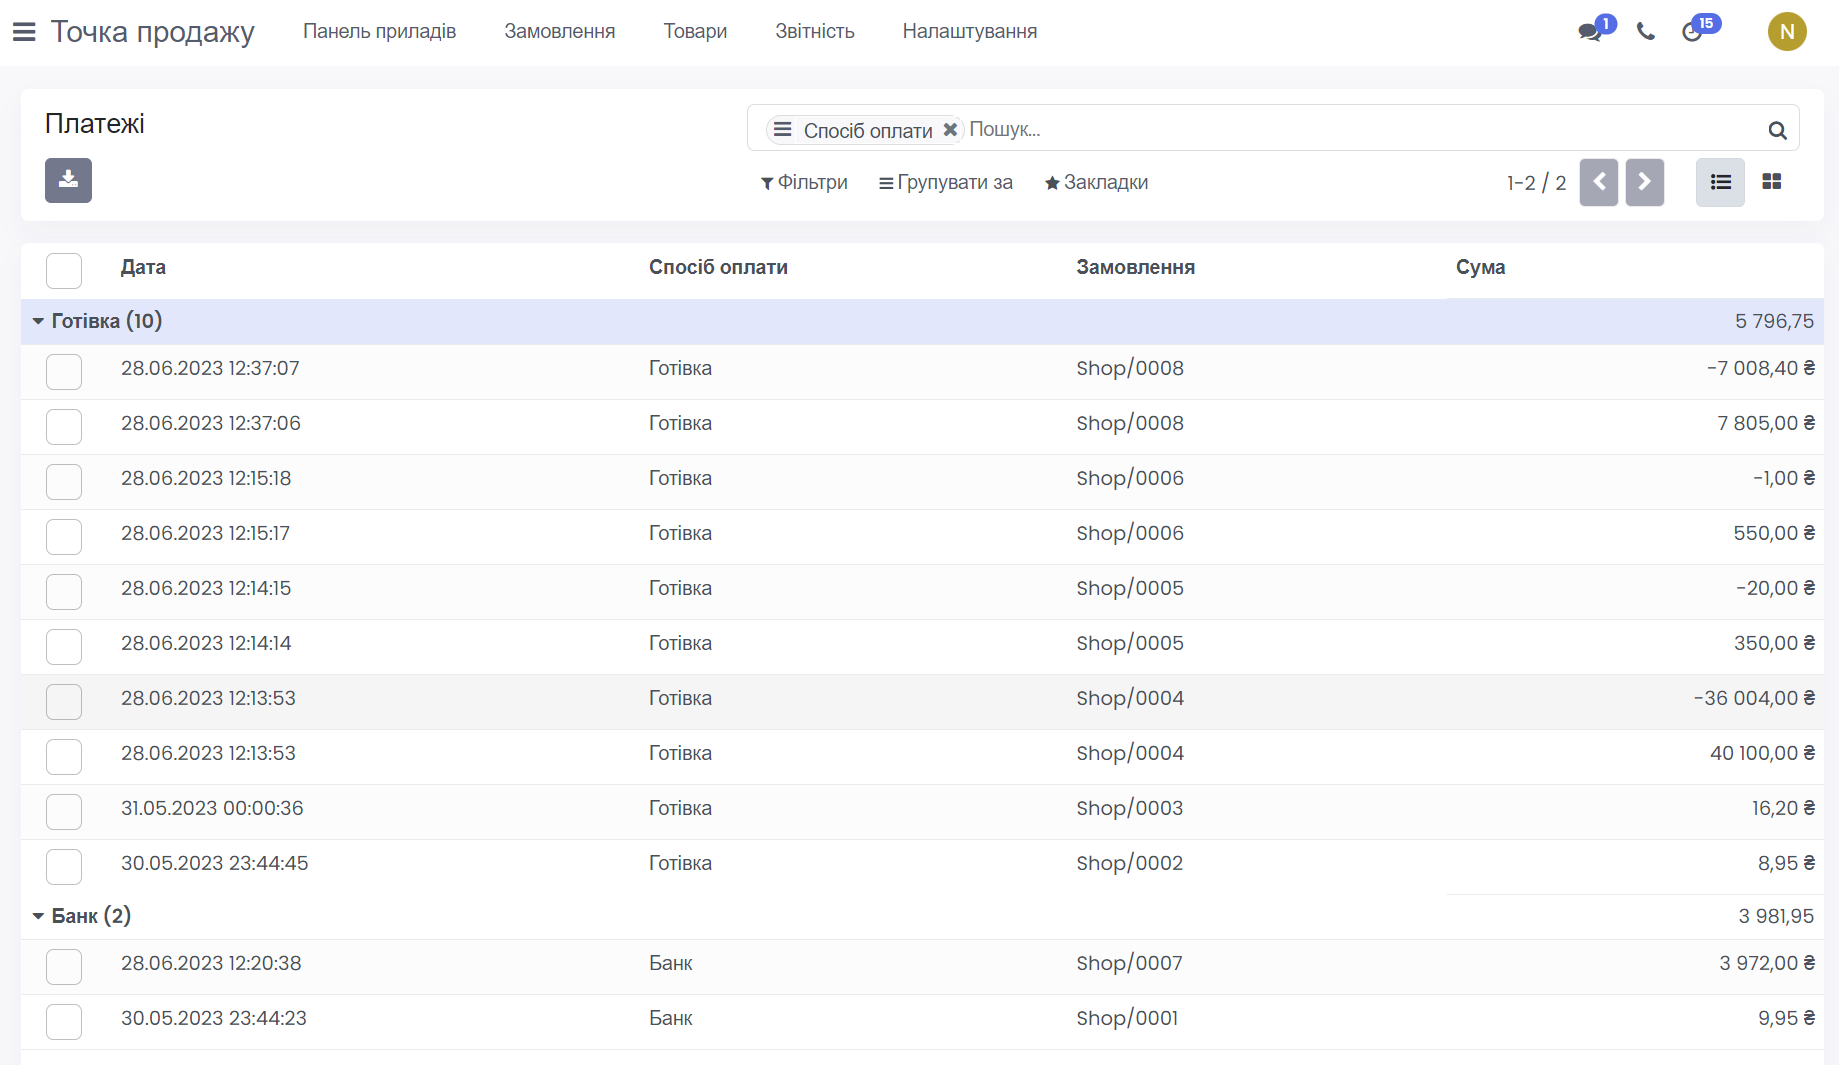 Точка продажу Панель приладів Замовлення Товари Звітність Налаштування 1 15 N
Платежі
Спосіб оплати Пошук...
Фільтри Групувати за Закладки 1-2 / 2
Дата Спосіб оплати Замовлення Сума
Готівка (10) 5 796,75
28.06.2023 12:37:07 Готівка Shop/0008 -7 008,40 ₴
28.06.2023 12:37:06 Готівка Shop/0008 7 805,00 ₴
28.06.2023 12:15:18 Готівка Shop/0006 -1,00 ₴
28.06.2023 12:15:17 Готівка Shop/0006 550,00 ₴
28.06.2023 12:14:15 Готівка Shop/0005 -20,00 ₴
28.06.2023 12:14:14 Готівка Shop/0005 350,00 ₴
28.06.2023 12:13:53 Готівка Shop/0004 -36 004,00 ₴
28.06.2023 12:13:53 Готівка Shop/0004 40 100,00 ₴
31.05.2023 00:00:36 Готівка Shop/0003 16,20 ₴
30.05.2023 23:44:45 Готівка Shop/0002 8,95 ₴
Банк (2) 3 981,95
28.06.2023 12:20:38 Банк Shop/0007 3 972,00 ₴
30.05.2023 23:44:23 Банк Shop/0001 9,95 ₴